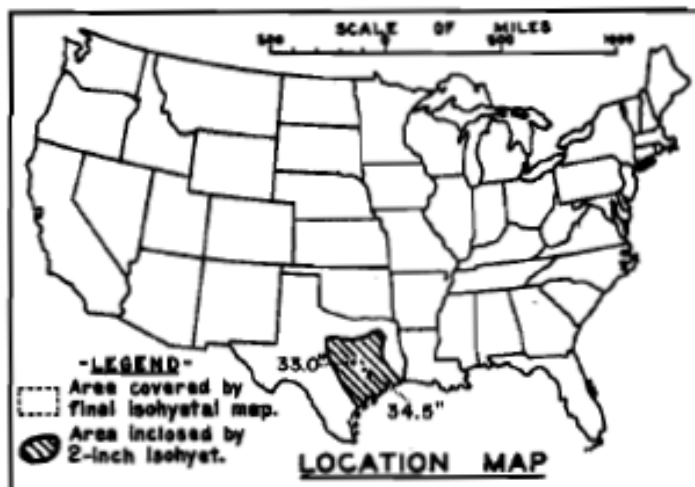 SCALE OF MILES
500 0 500 1000
33.0"
34.5"
-LEGEND-
Area covered by
final isohyetal map.
Area inclosed by
2-inch isohyet.
LOCATION MAP